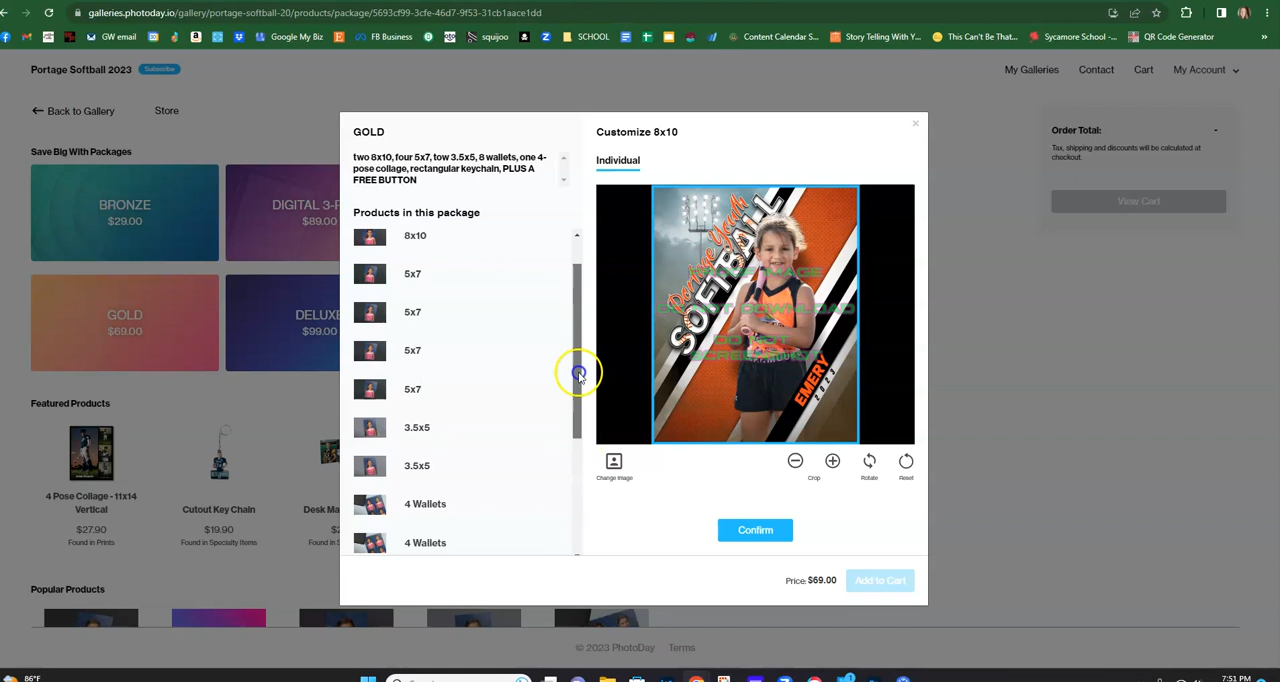 galleries.photoday.io/gallery/portage-softball-20/products/package/5693cf99-3cfe-46d7-9f53-31cb1aace1dd
GW email
Google My Biz
FB Business
squijoo
SCHOOL
Content Calendar S...
Story Telling With Y...
This Can't Be That...
Sycamore School -...
QR Code Generator
»
Portage Softball 2023
Subscribe
My Galleries
Contact
Cart
My Account
Back to Gallery
Store
Save Big With Packages
BRONZE
$29.00
DIGITAL 3-P
$89.00
GOLD
$69.00
DELUXE
$99.00
Featured Products
4 Pose Collage - 11x14
Vertical
$27.90
Found in Prints
Cutout Key Chain
$19.90
Found in Specialty Items
Desk Ma
Found in S
Popular Products
GOLD
two 8x10, four 5x7, tow 3.5x5, 8 wallets, one 4-
pose collage, rectangular keychain, PLUS A
FREE BUTTON
Products in this package
8x10
5x7
5x7
5x7
5x7
3.5x5
3.5x5
4 Wallets
4 Wallets
Customize 8x10
Individual
Portage Youth
SOFTBALL
PROOF IMAGE
DO NOT DOWNLOAD
DO NOT
SCREENSHOT
EMERY
2023
Change Image
Crop
Rotate
Reset
Confirm
Price: $69.00
Add to Cart
Order Total:
-
Tax, shipping and discounts will be calculated at
checkout.
View Cart
© 2023 PhotoDay
Terms
86°F
7:51 PM